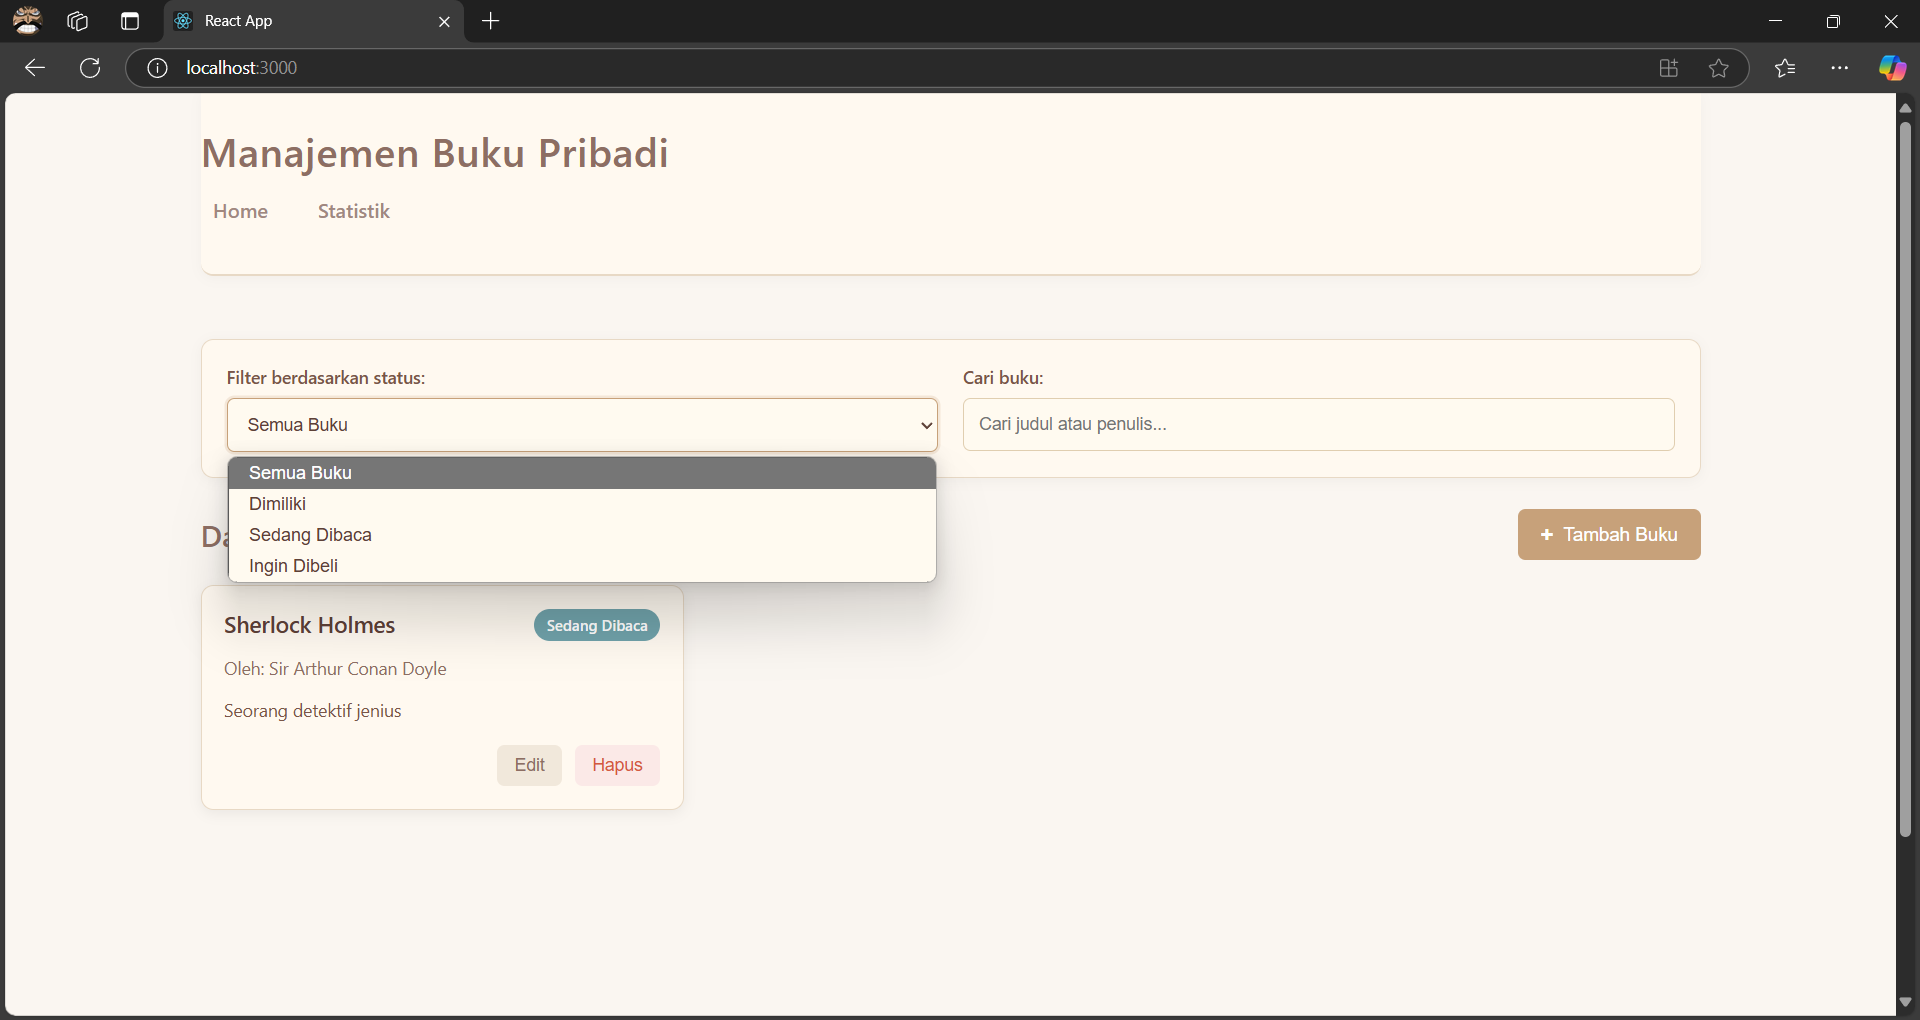 React App
localhost:3000
Manajemen Buku Pribadi
Home Statistik
Filter berdasarkan status:
Semua Buku
Cari buku:
Cari judul atau penulis...
Semua Buku
Dimiliki
Sedang Dibaca
Ingin Dibeli
+ Tambah Buku
Sherlock Holmes
Sedang Dibaca
Oleh: Sir Arthur Conan Doyle
Seorang detektif jenius
Edit Hapus